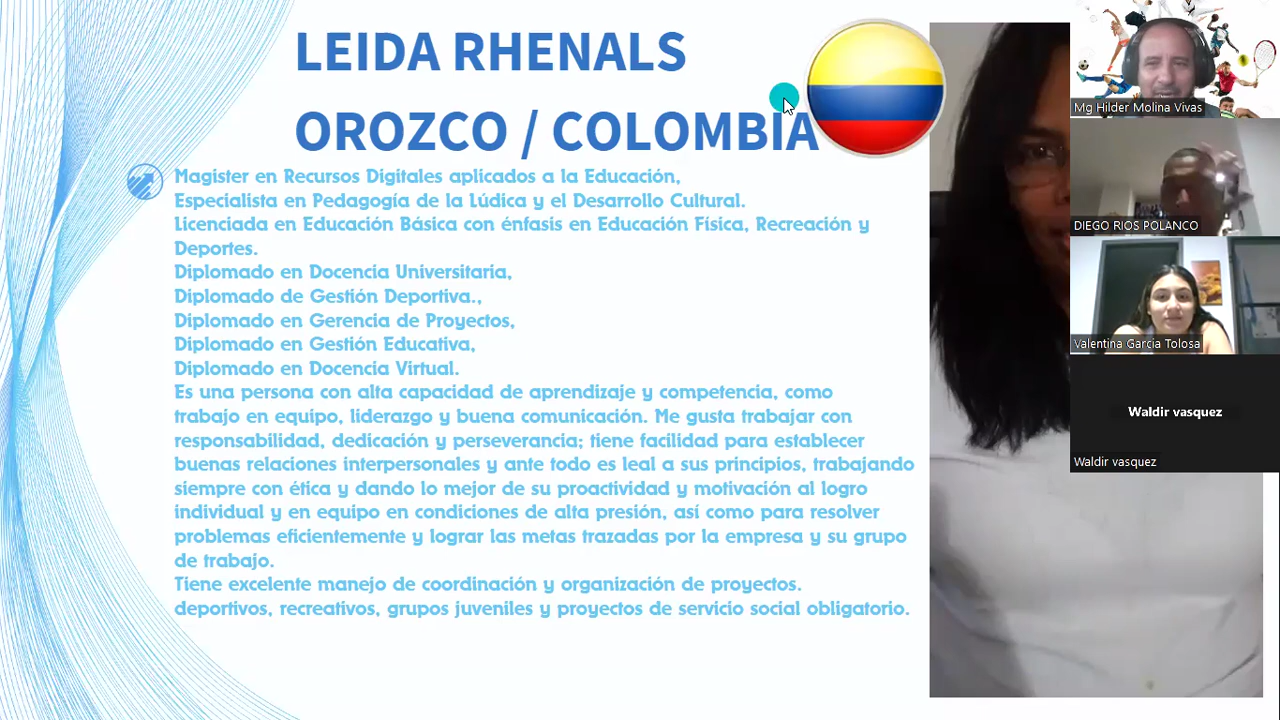 LEIDA RHENALS
OROZCO / COLOMBIA
Magister en Recursos Digitales aplicados a la Educación,
Especialista en Pedagogía de la Lúdica y el Desarrollo Cultural.
Licenciada en Educación Básica con énfasis en Educación Física, Recreación y
Deportes.
Diplomado en Docencia Universitaria,
Diplomado de Gestión Deportiva.,
Diplomado en Gerencia de Proyectos,
Diplomado en Gestión Educativa,
Diplomado en Docencia Virtual.
Es una persona con alta capacidad de aprendizaje y competencia, como
trabajo en equipo, liderazgo y buena comunicación. Me gusta trabajar con
responsabilidad, dedicación y perseverancia; tiene facilidad para establecer
buenas relaciones interpersonales y ante todo es leal a sus principios, trabajando
siempre con ética y dando lo mejor de su proactividad y motivación al logro
individual y en equipo en condiciones de alta presión, así como para resolver
problemas eficientemente y lograr las metas trazadas por la empresa y su grupo
de trabajo.
Tiene excelente manejo de coordinación y organización de proyectos.
deportivos, recreativos, grupos juveniles y proyectos de servicio social obligatorio.
Mg Hilder Molina Vivas
DIEGO RIOS POLANCO
Valentina Garcia Tolosa
Waldir vasquez
Waldir vasquez